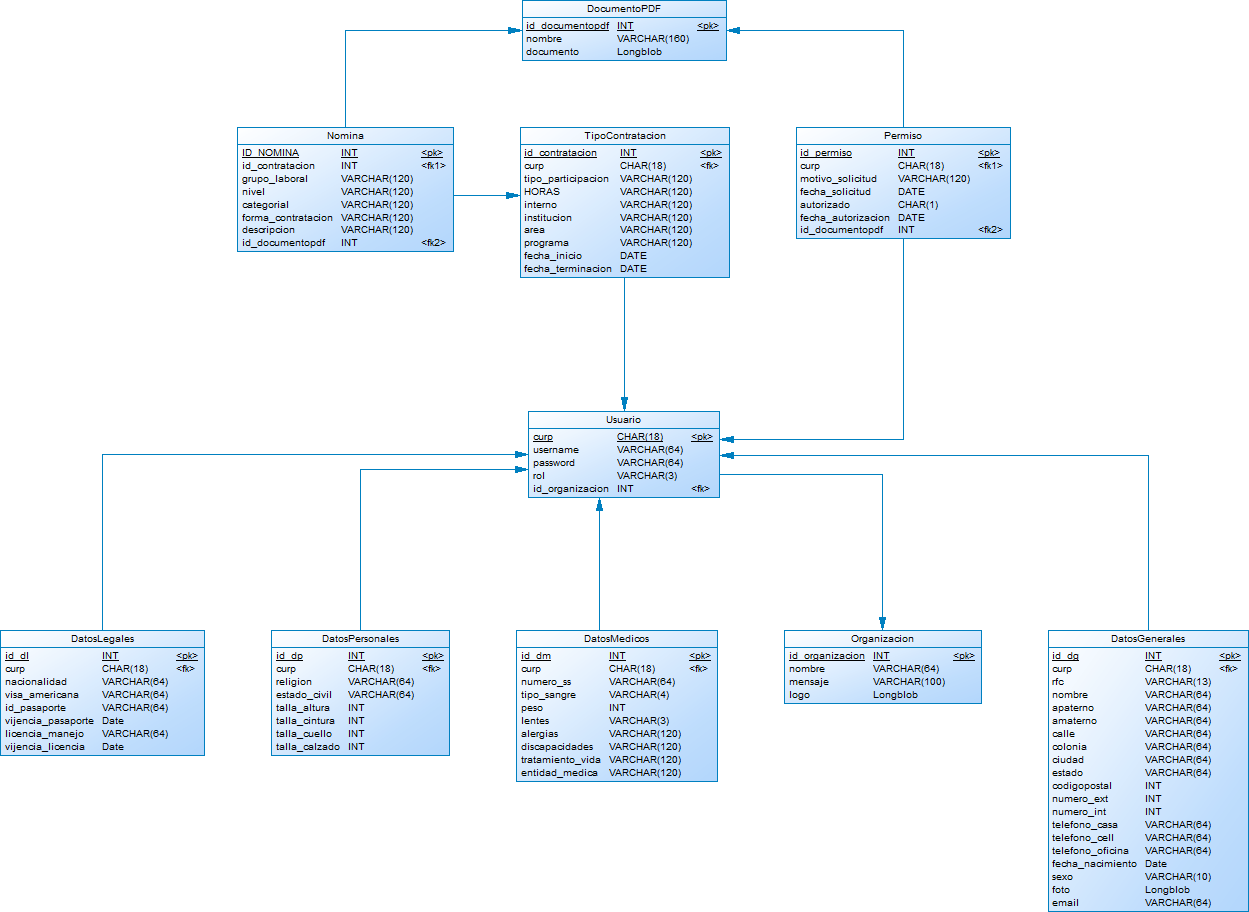 DocumentoPDF
id_documentopdf INT <pk>
nombre VARCHAR(160)
documento Longblob
Nomina
ID_NOMINA INT <pk>
id_contratacion INT <fk1>
grupo_laboral VARCHAR(120)
nivel VARCHAR(120)
categorial VARCHAR(120)
forma_contratacion VARCHAR(120)
descripcion VARCHAR(120)
id_documentopdf INT <fk2>
TipoContratacion
id_contratacion INT <pk>
curp CHAR(18) <fk>
tipo_participacion VARCHAR(120)
HORAS VARCHAR(120)
interno VARCHAR(120)
institucion VARCHAR(120)
area VARCHAR(120)
programa VARCHAR(120)
fecha_inicio DATE
fecha_terminacion DATE
Permiso
id_permiso INT <pk>
curp CHAR(18) <fk1>
motivo_solicitud VARCHAR(120)
fecha_solicitud DATE
autorizado CHAR(1)
fecha_autorizacion DATE
id_documentopdf INT <fk2>
Usuario
curp CHAR(18) <pk>
username VARCHAR(64)
password VARCHAR(64)
rol VARCHAR(3)
id_organizacion INT <fk>
DatosLegales
id_dl INT <pk>
curp CHAR(18) <fk>
nacionalidad VARCHAR(64)
visa_americana VARCHAR(64)
id_pasaporte VARCHAR(64)
vijencia_pasaporte Date
licencia_manejo VARCHAR(64)
vijencia_licencia Date
DatosPersonales
id_dp INT <pk>
curp CHAR(18) <fk>
religion VARCHAR(64)
estado_civil VARCHAR(64)
talla_altura INT
talla_cintura INT
talla_cuello INT
talla_calzado INT
DatosMedicos
id_dm INT <pk>
curp CHAR(18) <fk>
numero_ss VARCHAR(64)
tipo_sangre VARCHAR(4)
peso INT
lentes VARCHAR(3)
alergias VARCHAR(120)
discapacidades VARCHAR(120)
tratamiento_vida VARCHAR(120)
entidad_medica VARCHAR(120)
Organizacion
id_organizacion INT <pk>
nombre VARCHAR(64)
mensaje VARCHAR(100)
logo Longblob
DatosGenerales
id_dg INT <pk>
curp CHAR(18) <fk>
rfc VARCHAR(13)
nombre VARCHAR(64)
apaterno VARCHAR(64)
amaterno VARCHAR(64)
calle VARCHAR(64)
colonia VARCHAR(64)
ciudad VARCHAR(64)
estado VARCHAR(64)
codigopostal INT
numero_ext INT
numero_int INT
telefono_casa VARCHAR(64)
telefono_cell VARCHAR(64)
telefono_oficina VARCHAR(64)
fecha_nacimiento Date
sexo VARCHAR(10)
foto Longblob
email VARCHAR(64)